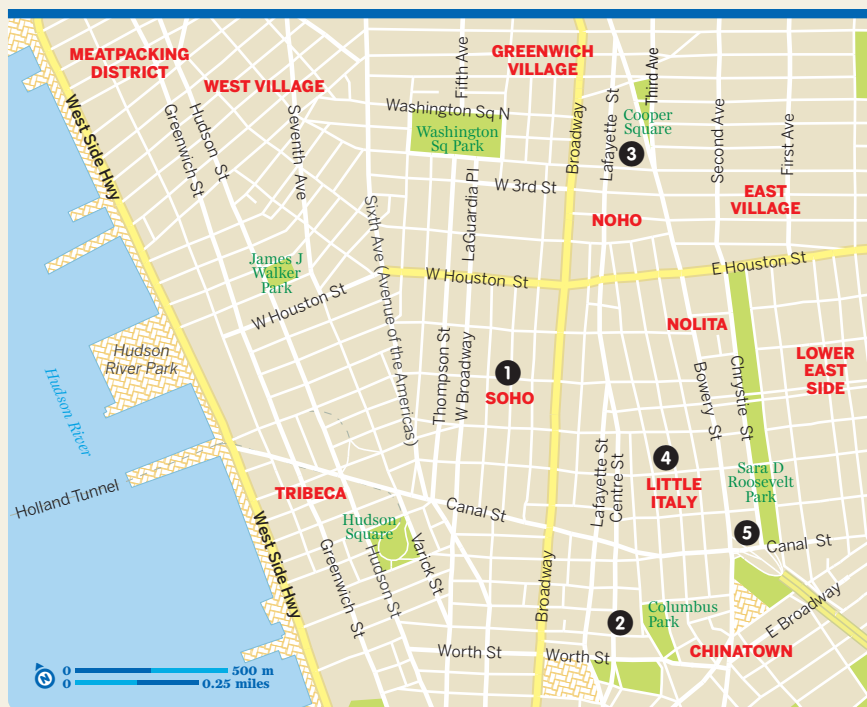 MEATPACKING
DISTRICT
WEST VILLAGE
GREENWICH
VILLAGE
Fifth Ave
Third Ave
West Side Hwy
Greenwich St
Hudson St
Seventh Ave
Washington Sq N
Washington
Sq Park
Broadway
Lafayette St
Cooper
Square
3
Second Ave
First Ave
W 3rd St
LaGuardia Pl
EAST
VILLAGE
NOHO
Sixth Ave (Avenue of the Americas)
James J
Walker
Park
W Houston St
W Houston St
E Houston St
NOLITA
Hudson
River Park
Hudson River
Thompson St
W Broadway
1
SOHO
Bowery St
Chrystie St
LOWER
EAST
SIDE
Lafayette St
Centre St
4
LITTLE
ITALY
Sara D
Roosevelt
Park
Holland Tunnel
TRIBECA
Canal St
Hudson
Square
West Side Hwy
Greenwich St
Hudson St
Varick St
5
Canal St
Broadway
2
Columbus
Park
E Broadway
CHINATOWN
Worth St
Worth St
N
0 500 m
0 0.25 miles